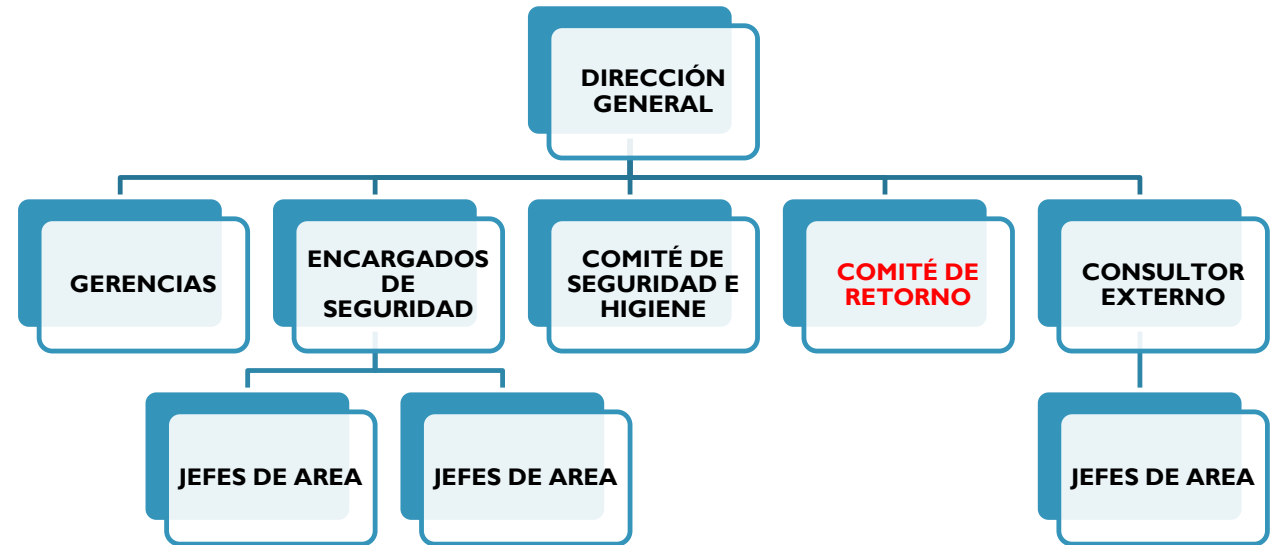 DIRECCIÓN
GENERAL
GERENCIAS
ENCARGADOS
DE
SEGURIDAD
COMITÉ DE
SEGURIDAD E
HIGIENE
COMITÉ DE
RETORNO
CONSULTOR
EXTERNO
JEFES DE AREA
JEFES DE AREA
JEFES DE AREA